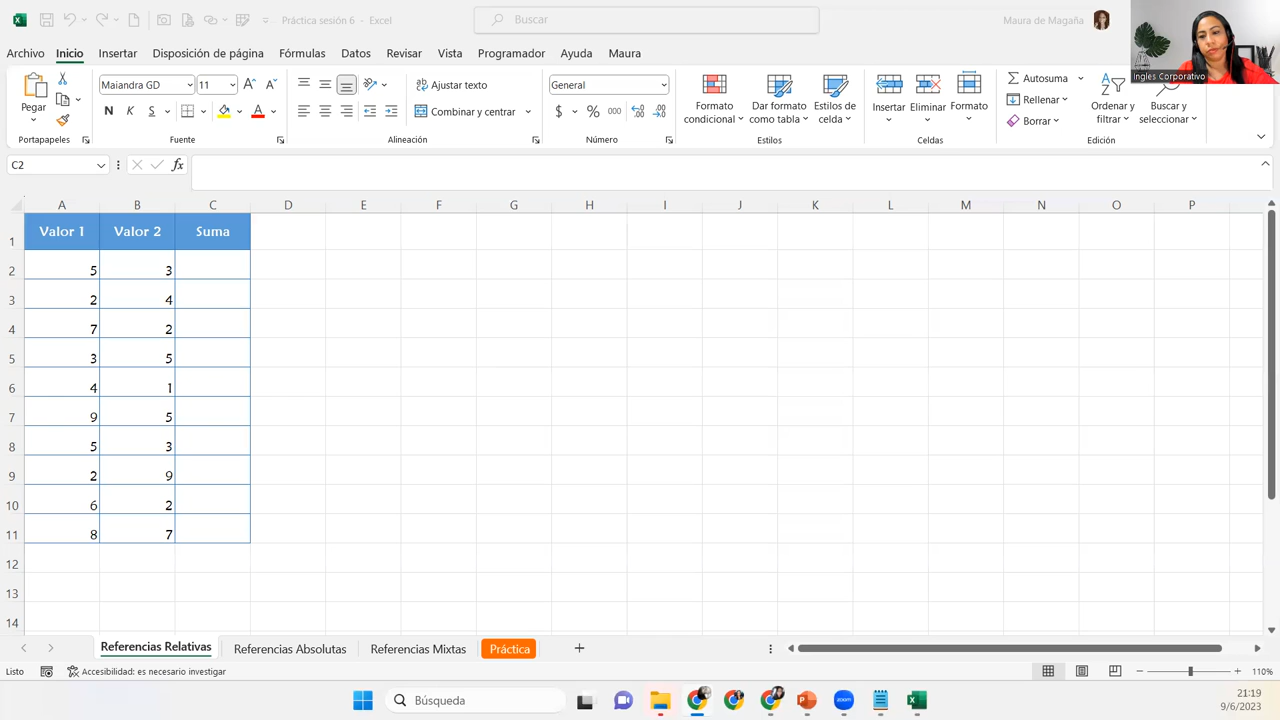 Práctica sesión 6 - Excel
Buscar
Maura de Magaña
Ingles Corporativo
Archivo Inicio Insertar Disposición de página Fórmulas Datos Revisar Vista Programador Ayuda Maura
Pegar
Portapapeles
Maiandra GD 11
N K S
Fuente
Ajustar texto
Combinar y centrar
Alineación
General
$ % 000
Número
Formato condicional
Dar formato como tabla
Estilos de celda
Estilos
Insertar
Eliminar
Formato
Celdas
Autosuma
Rellenar
Borrar
Ordenar y filtrar
Buscar y seleccionar
Edición
C2
fx
A B C D E F G H I J K L M N O P
1 Valor 1 Valor 2 Suma
2 5 3
3 2 4
4 7 2
5 3 5
6 4 1
7 9 5
8 5 3
9 2 9
10 6 2
11 8 7
12
13
14
Referencias Relativas Referencias Absolutas Referencias Mixtas Práctica
Listo Accesibilidad: es necesario investigar 110%
Búsqueda
zoom
21:19
9/6/2023